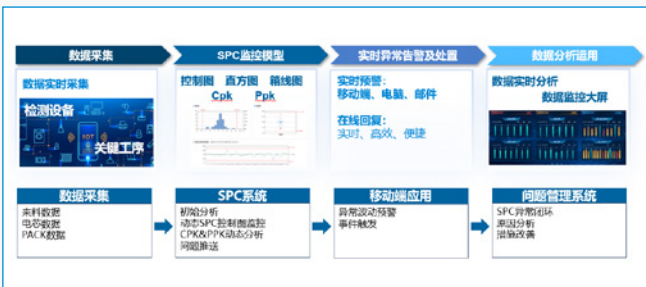 数据采集
SPC监控模型
实时异常告警及处置
数据分析运用
数据实时采集
检测设备
IOT
关键工序
控制图 直方图 箱线图
Cpk Ppk
实时预警：
移动端、电脑、邮件
在线回复：
实时、高效、便捷
数据实时分析
数据监控大屏
数据采集
来料数据
电芯数据
PACK数据
SPC系统
初始分析
动态SPC控制图监控
CPK&PPK动态分析
问题推送
移动端应用
异常波动预警
事件触发
问题管理系统
SPC异常闭环
原因分析
措施改善